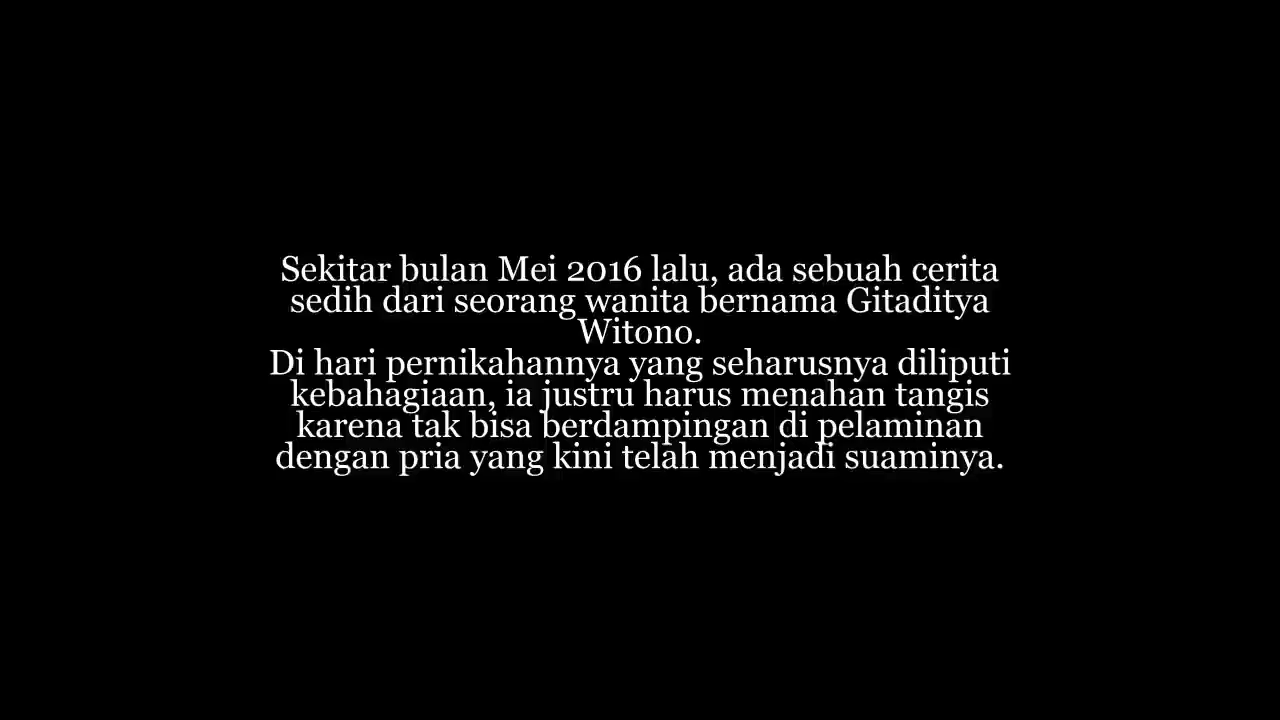 Sekitar bulan Mei 2016 lalu, ada sebuah cerita
sedih dari seorang wanita bernama Gitaditya
Witono.
Di hari pernikahannya yang seharusnya diliputi
kebahagiaan, ia justru harus menahan tangis
karena tak bisa berdampingan di pelaminan
dengan pria yang kini telah menjadi suaminya.